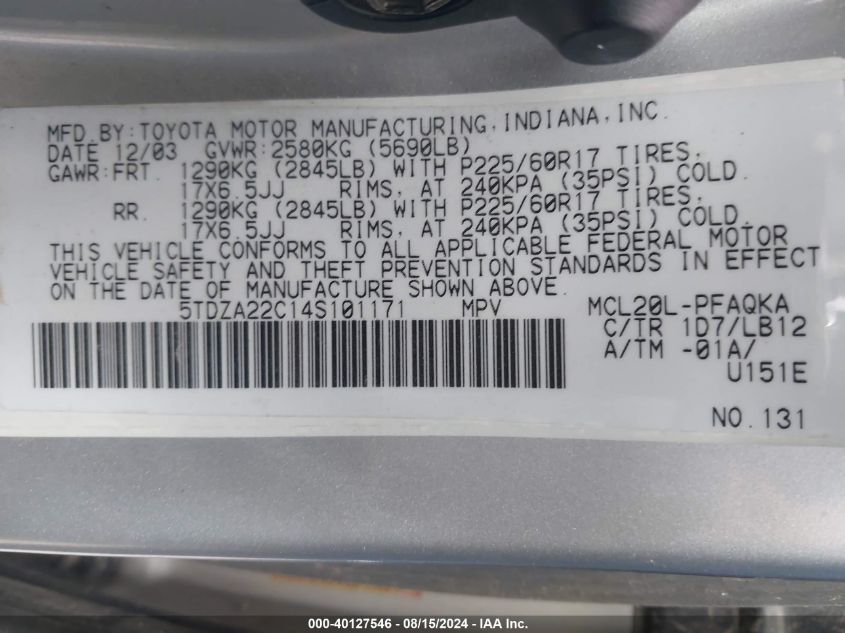 MFD. BY: TOYOTA MOTOR MANUFACTURING, INDIANA, INC.
DATE 12/03 GVWR: 2580KG (5690LB)
GAWR: FRT. 1290KG (2845LB) WITH P225/60R17 TIRES,
17X6.5JJ RIMS, AT 240KPA (35PSI) COLD.
RR. 1290KG (2845LB) WITH P225/60R17 TIRES,
17X6.5JJ RIMS, AT 240KPA (35PSI) COLD.
THIS VEHICLE CONFORMS TO ALL APPLICABLE FEDERAL MOTOR
VEHICLE SAFETY AND THEFT PREVENTION STANDARDS IN EFFECT
ON THE DATE OF MANUFACTURE SHOWN ABOVE.
5TDZA22C14S101171 MPV MCL20L-PFAQKA
C/TR 1D7/LB12
A/TM -01A/
U151E
NO. 131
000-40127546 - 08/15/2024 - IAA Inc.